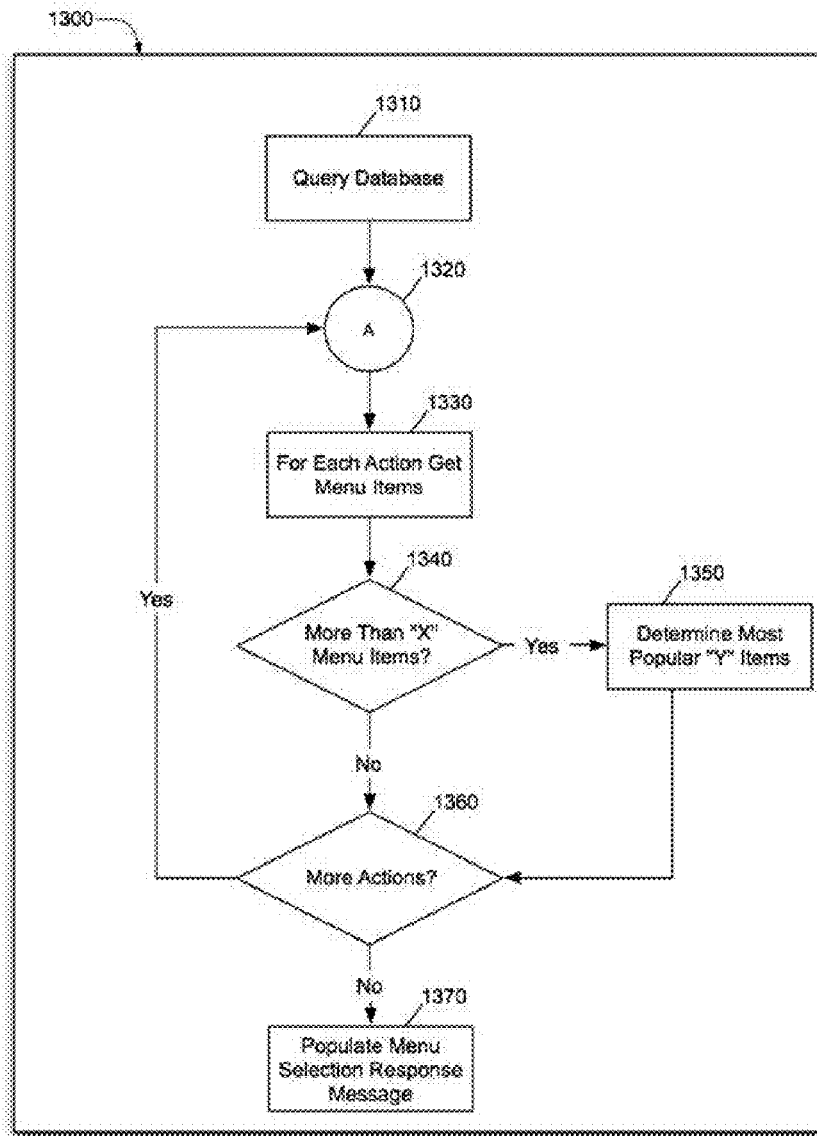 1300
1310
Query Database
1320
A
1330
For Each Action Get
Menu Items
1340
More Than "X"
Menu Items?
Yes
1350
Determine Most
Popular "Y" Items
Yes
No
1360
More Actions?
No
1370
Populate Menu
Selection Response
Message